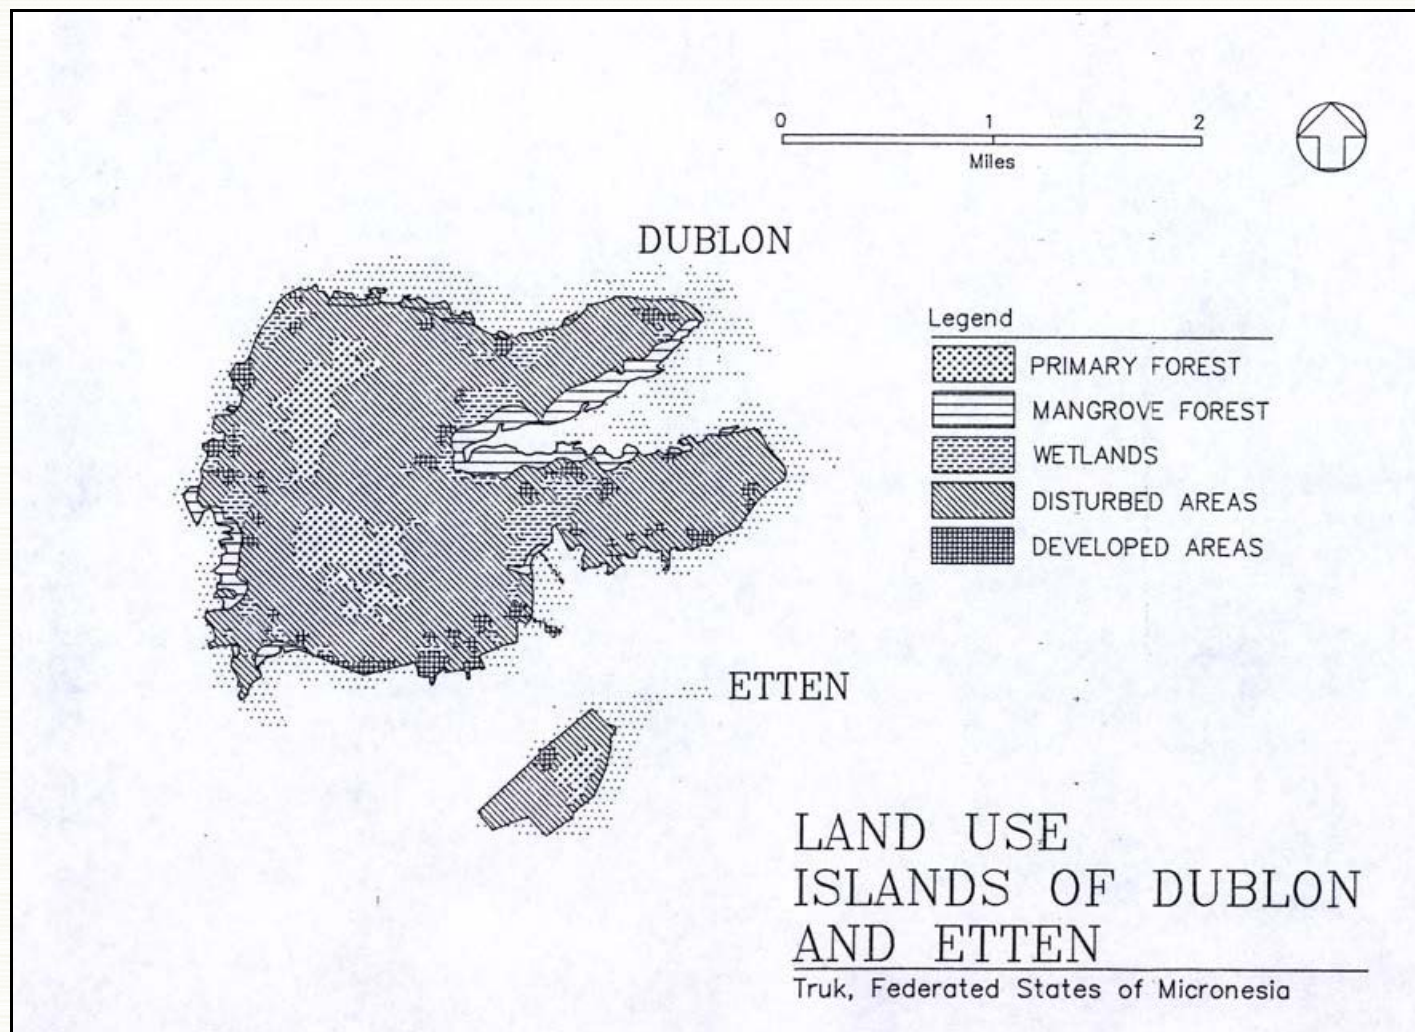 0 1 2
Miles
DUBLON
Legend
PRIMARY FOREST
MANGROVE FOREST
WETLANDS
DISTURBED AREAS
DEVELOPED AREAS
ETTEN
LAND USE
ISLANDS OF DUBLON
AND ETTEN
Truk, Federated States of Micronesia